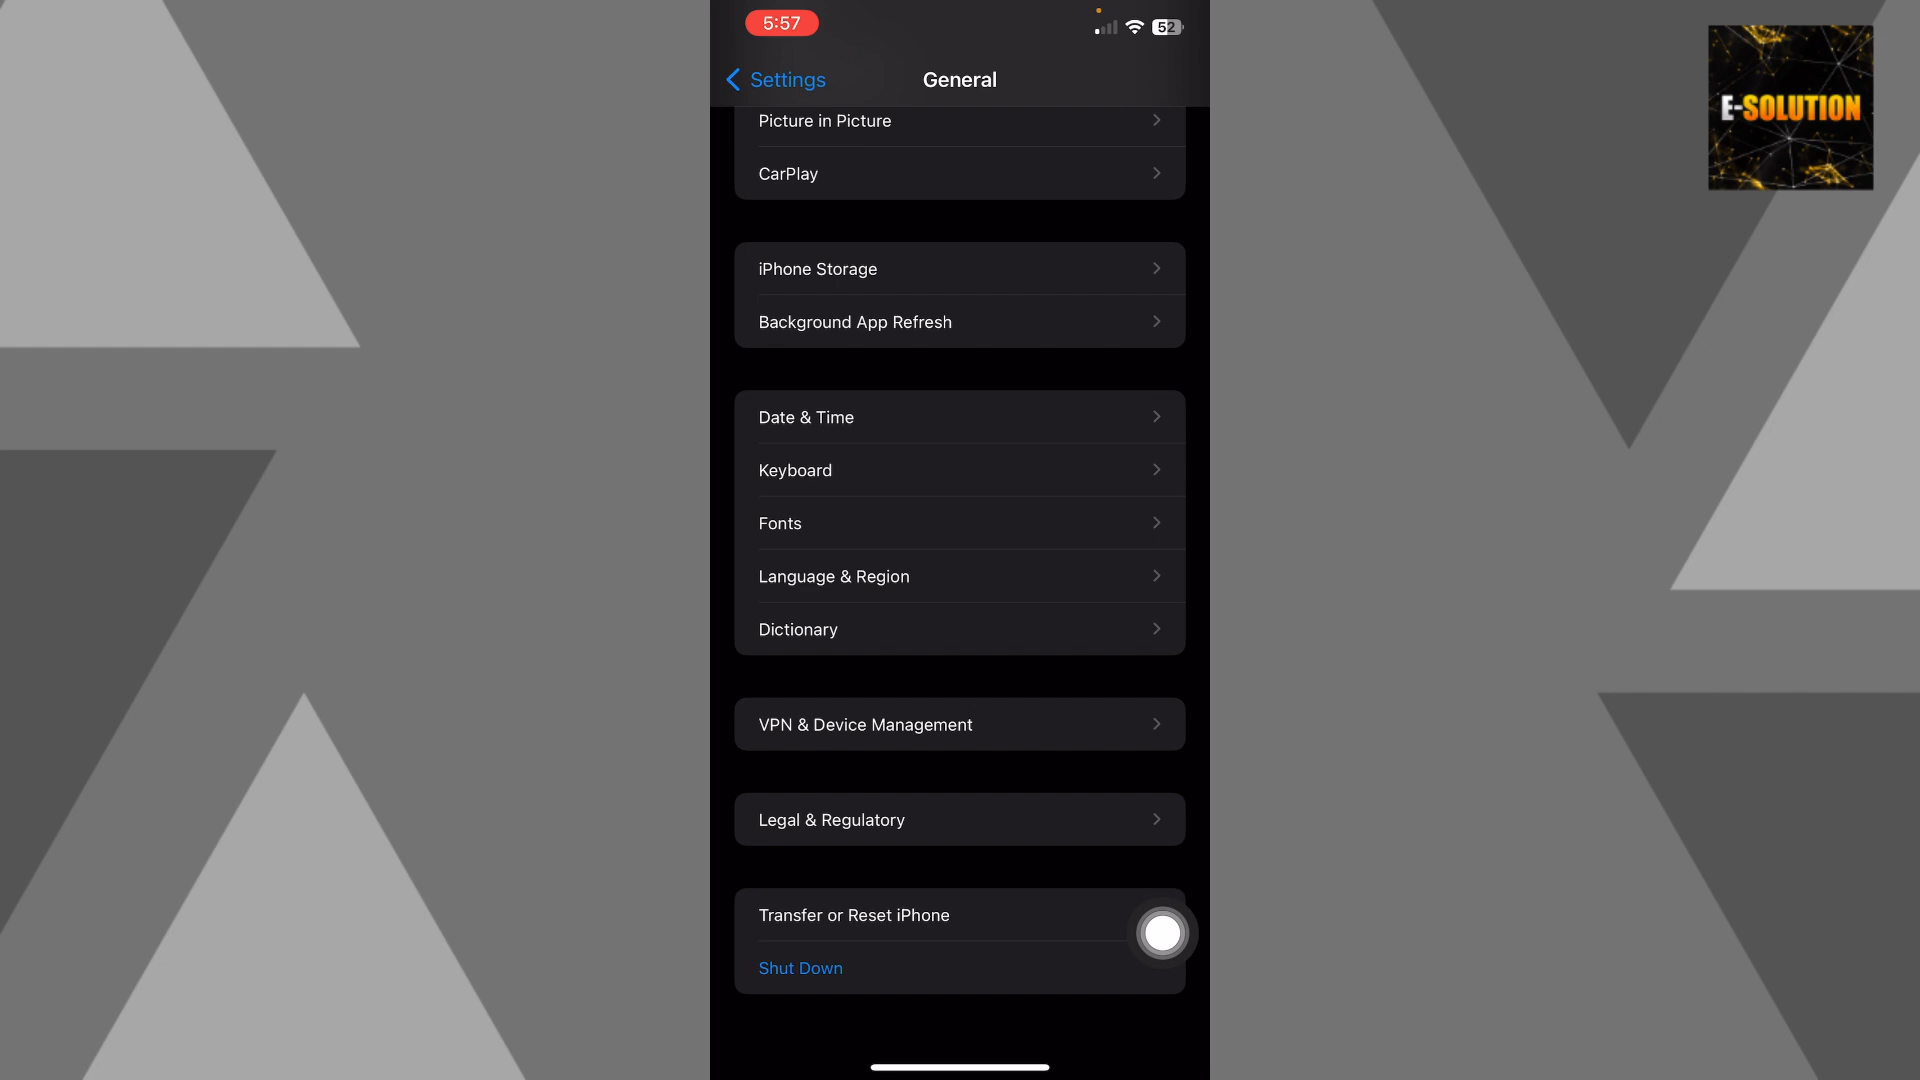 5:57
52
Settings
General
E-SOLUTION
Picture in Picture
CarPlay
iPhone Storage
Background App Refresh
Date & Time
Keyboard
Fonts
Language & Region
Dictionary
VPN & Device Management
Legal & Regulatory
Transfer or Reset iPhone
Shut Down